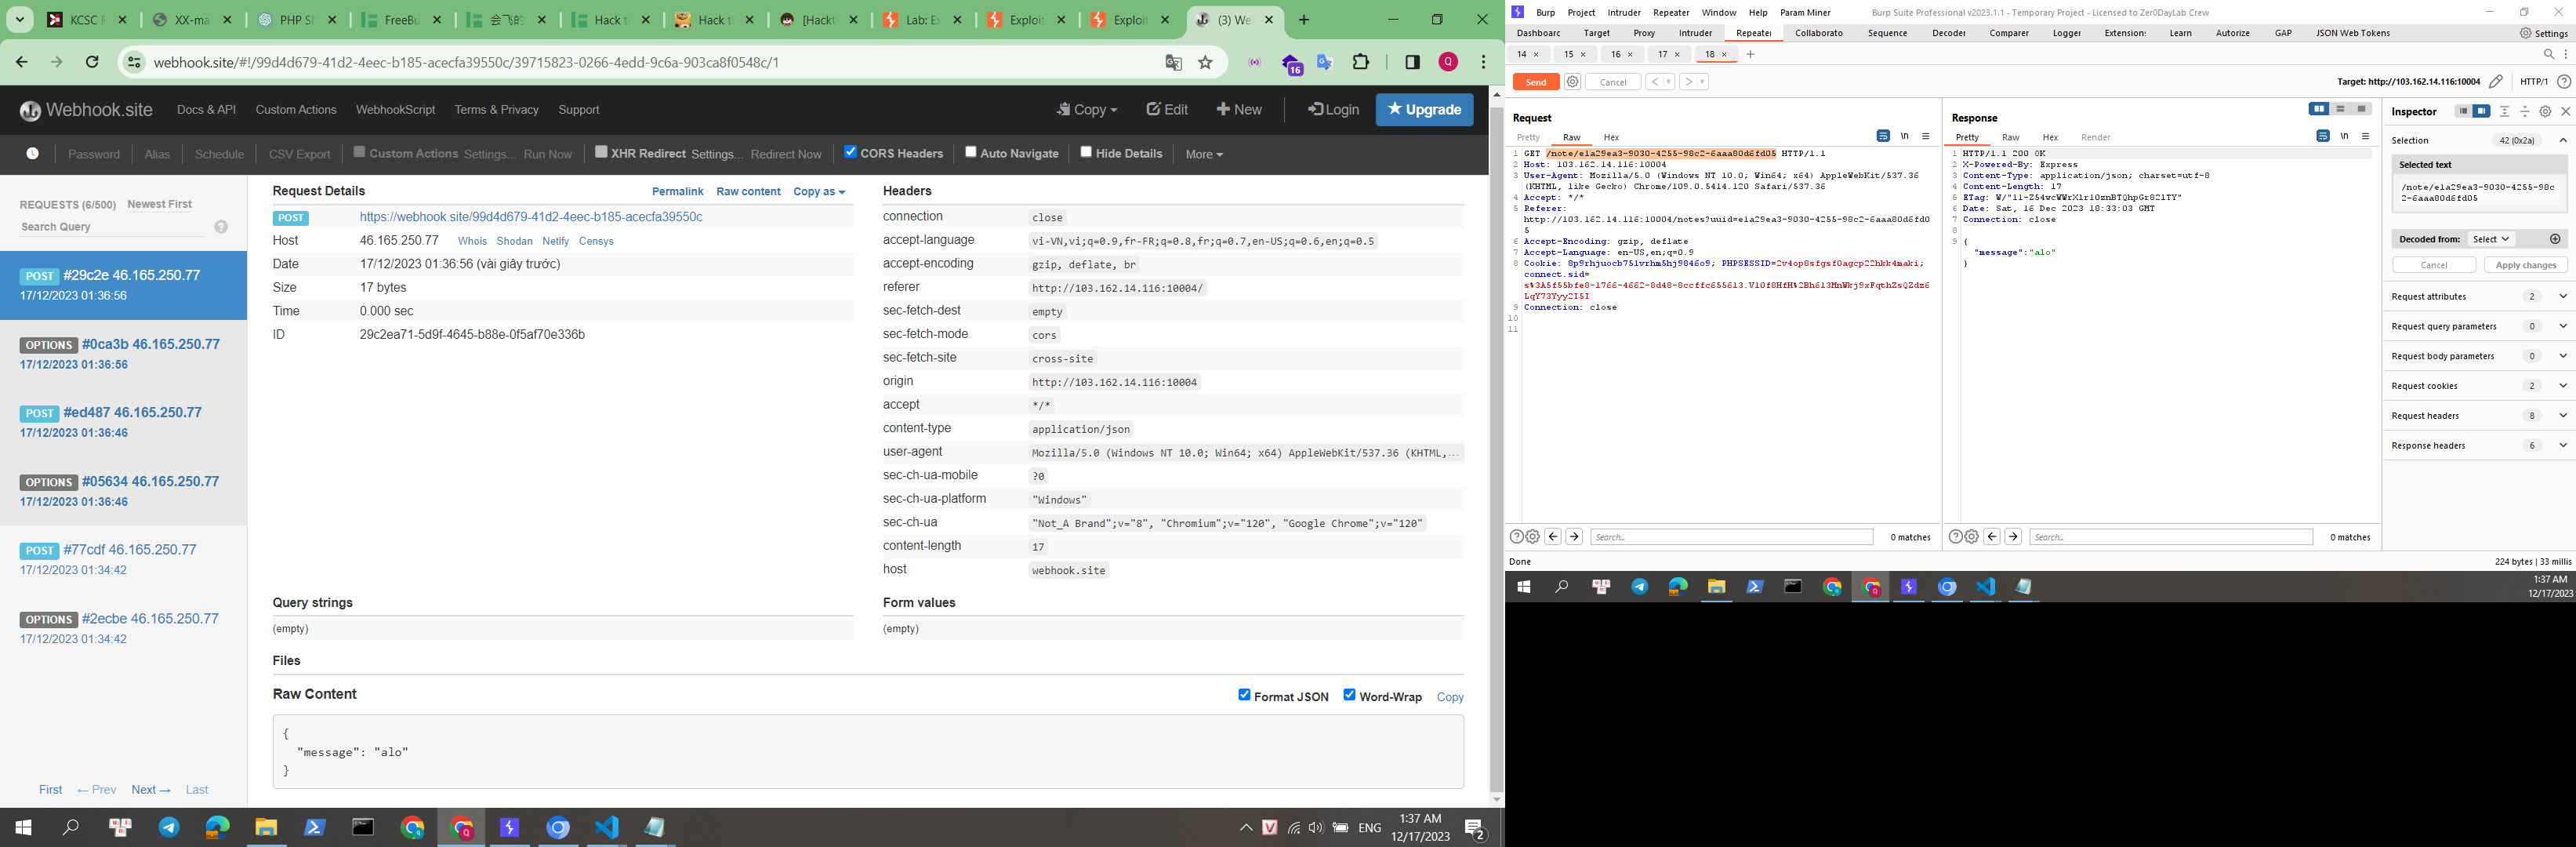 KCSC F
XX-ma
PHP Sh
FreeBu
会飞的
Hack t
Hack t
[Hackt
Lab: Ex
Exploit
Exploit
(3) We
webhook.site/#!/99d4d679-41d2-4eec-b185-acecfa39550c/39715823-0266-4edd-9c6a-903ca8f0548c/1
16
Q
Webhook.site
Docs & API
Custom Actions
WebhookScript
Terms & Privacy
Support
Copy
Edit
New
Login
Upgrade
Password
Alias
Schedule
CSV Export
Custom Actions Settings... Run Now
XHR Redirect Settings... Redirect Now
CORS Headers
Auto Navigate
Hide Details
More
REQUESTS (6/500) Newest First
Search Query
POST #29c2e 46.165.250.77
17/12/2023 01:36:56
OPTIONS #0ca3b 46.165.250.77
17/12/2023 01:36:56
POST #ed487 46.165.250.77
17/12/2023 01:36:46
OPTIONS #05634 46.165.250.77
17/12/2023 01:36:46
POST #77cdf 46.165.250.77
17/12/2023 01:34:42
OPTIONS #2ecbe 46.165.250.77
17/12/2023 01:34:42
First ← Prev Next → Last
Request Details
Permalink Raw content Copy as
POST https://webhook.site/99d4d679-41d2-4eec-b185-acecfa39550c
Host 46.165.250.77 Whois Shodan Netify Censys
Date 17/12/2023 01:36:56 (vài giây trước)
Size 17 bytes
Time 0.000 sec
ID 29c2ea71-5d9f-4645-b88e-0f5af70e336b
Headers
connection close
accept-language vi-VN,vi;q=0.9,fr-FR;q=0.8,fr;q=0.7,en-US;q=0.6,en;q=0.5
accept-encoding gzip, deflate, br
referer http://103.162.14.116:10004/
sec-fetch-dest empty
sec-fetch-mode cors
sec-fetch-site cross-site
origin http://103.162.14.116:10004
accept */*
content-type application/json
user-agent Mozilla/5.0 (Windows NT 10.0; Win64; x64) AppleWebKit/537.36 (KHTML,...
sec-ch-ua-mobile ?0
sec-ch-ua-platform "Windows"
sec-ch-ua "Not_A Brand";v="8", "Chromium";v="120", "Google Chrome";v="120"
content-length 17
host webhook.site
Query strings
(empty)
Form values
(empty)
Files
Raw Content
Format JSON Word-Wrap Copy
{
"message": "alo"
}
ENG
1:37 AM
12/17/2023
2
Burp Project Intruder Repeater Window Help Param Miner
Burp Suite Professional v2023.1.1 - Temporary Project - Licensed to Zer0DayLab Crew
Dashboarc Target Proxy Intruder Repeater Collaborato Sequence Decoder Comparer Logger Extension: Learn Autorize GAP JSON Web Tokens Settings
14 × 15 × 16 × 17 × 18 × +
Send Cancel < >
Target: http://103.162.14.116:10004 HTTP/1
Request
Pretty Raw Hex
\n
1 GET /note/e1a29ea3-9030-4255-98c2-6aaa80d6fd05 HTTP/1.1
2 Host: 103.162.14.116:10004
3 User-Agent: Mozilla/5.0 (Windows NT 10.0; Win64; x64) AppleWebKit/537.36
(KHTML, like Gecko) Chrome/109.0.5414.120 Safari/537.36
4 Accept: */*
5 Referer:
http://103.162.14.116:10004/notes?uuid=e1a29ea3-9030-4255-98c2-6aaa80d6fd0
5
6 Accept-Encoding: gzip, deflate
7 Accept-Language: en-US,en;q=0.9
8 Cookie: 8p9rhjuocb751vrhm5hj9846o9; PHPSESSID=2v4op8sfgsf0agcp22hkk4maki;
connect.sid=
9 Connection: close
10
11
Response
Pretty Raw Hex Render
\n
1 HTTP/1.1 200 OK
2 X-Powered-By: Express
3 Content-Type: application/json; charset=utf-8
4 Content-Length: 17
6 Date: Sat, 16 Dec 2023 18:33:03 GMT
7 Connection: close
8
9 {
"message":"alo"
}
Inspector
Selection 42 (0x2a)
Selected text
/note/e1a29ea3-9030-4255-98c
2-6aaa80d6fd05
Decoded from: Select
Cancel Apply changes
Request attributes 2
Request query parameters 0
Request body parameters 0
Request cookies 2
Request headers 8
Response headers 6
Search... 0 matches
Search... 0 matches
Done
224 bytes | 33 millis
1:37 AM
12/17/2023